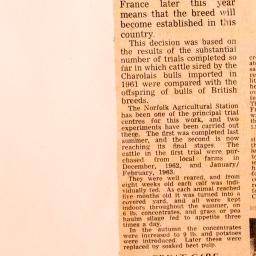 France later this year
means that the breed will
become established in this
country.
This decision was based on
the results of the substantial
number of trials completed so
far in which cattle sired by the
Charolais bulls imported in
1961 were compared with the
offspring of bulls of British
breeds.
The Norfolk Agricultural Station
has been one of the principal trial
centres for this work, and two
experiments have been carried out
there. The first was completed last
summer, and the second is now
reaching its final stages. The
cattle in the first trial were pur-
chased from local farms in
December, 1962, and January/
February, 1963.
They were well reared, and from
eight weeks old each calf was indi-
vidually fed. As each animal reached
five months old it was turned into a
covered yard, and all were kept
indoors throughout the summer, on
6 lb. concentrates, and grass or pea
haulm silage fed to appetite three
times a day.
In the autumn the concentrates
were increased to 9 lb. and potatoes
were introduced. Later these were
replaced by soaked beet pulp.